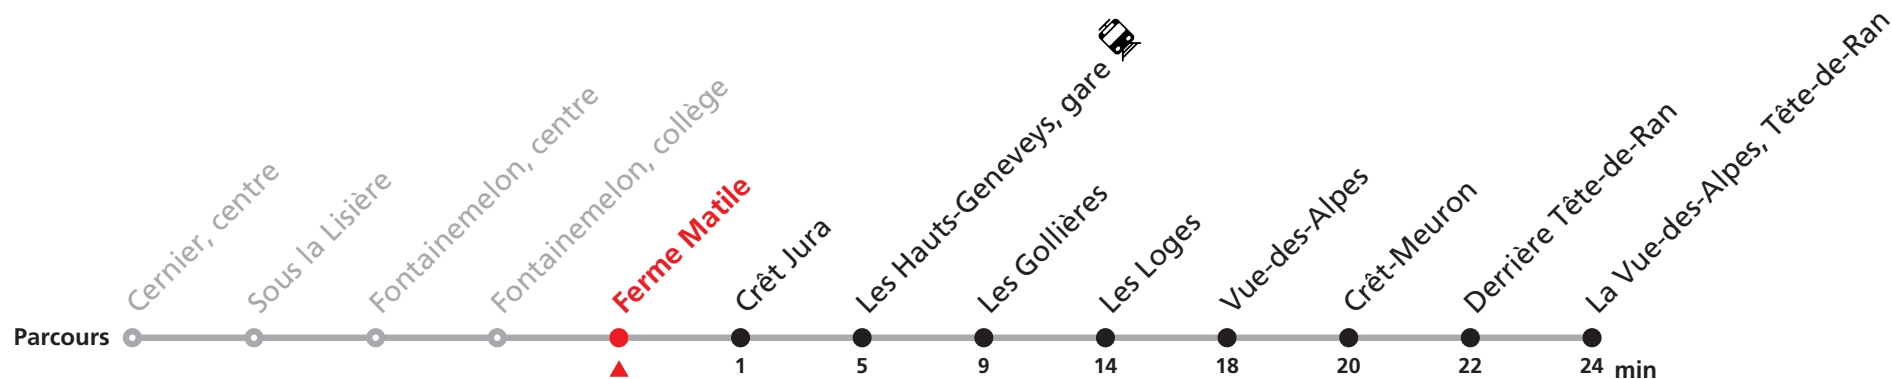 Cernier, centre
Sous la Lisière
Fontainemelon, centre
Fontainemelon, collège
Ferme Matile
Crêt Jura
Les Hauts-Geneveys, gare
Les Gollières
Les Loges
Vue-des-Alpes
Crêt-Meuron
Derrière Tête-de-Ran
La Vue-des-Alpes, Tête-de-Ran
Parcours
1 5 9 14 18 20 22 24 min